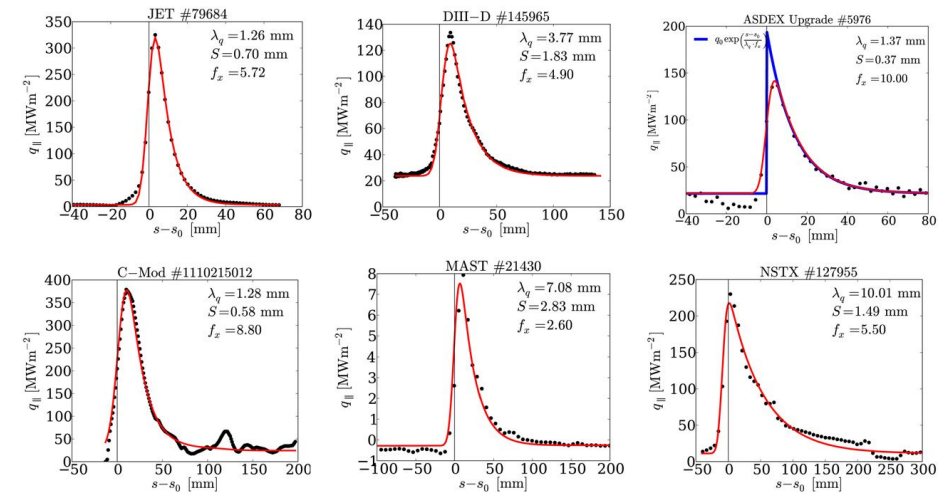 JET #79684
λq=1.26 mm
S=0.70 mm
fx=5.72
q∥ [MWm−2]
350
300
250
200
150
100
50
0
−40 −20 0 20 40 60 80
s−s0 [mm]
DIII−D #145965
λq=3.77 mm
S=1.83 mm
fx=4.90
q∥ [MWm−2]
140
120
100
80
60
40
20
0
−50 0 50 100 150
s−s0 [mm]
ASDEX Upgrade #5976
q0 exp(s−s0/λq·fx)
λq=1.37 mm
S=0.37 mm
fx=10.00
q∥ [MWm−2]
200
150
100
50
0
−40 −20 0 20 40 60 80
s−s0 [mm]
C−Mod #1110215012
λq=1.28 mm
S=0.58 mm
fx=8.80
q∥ [MWm−2]
400
350
300
250
200
150
100
50
0
−50 0 50 100 150 200
s−s0 [mm]
MAST #21430
λq=7.08 mm
S=2.83 mm
fx=2.60
q∥ [MWm−2]
8
7
6
5
4
3
2
1
0
−1
−100 −50 0 50 100 150 200
s−s0 [mm]
NSTX #127955
λq=10.01 mm
S=1.49 mm
fx=5.50
q∥ [MWm−2]
250
200
150
100
50
0
−50 0 50 100 150 200 250 300
s−s0 [mm]